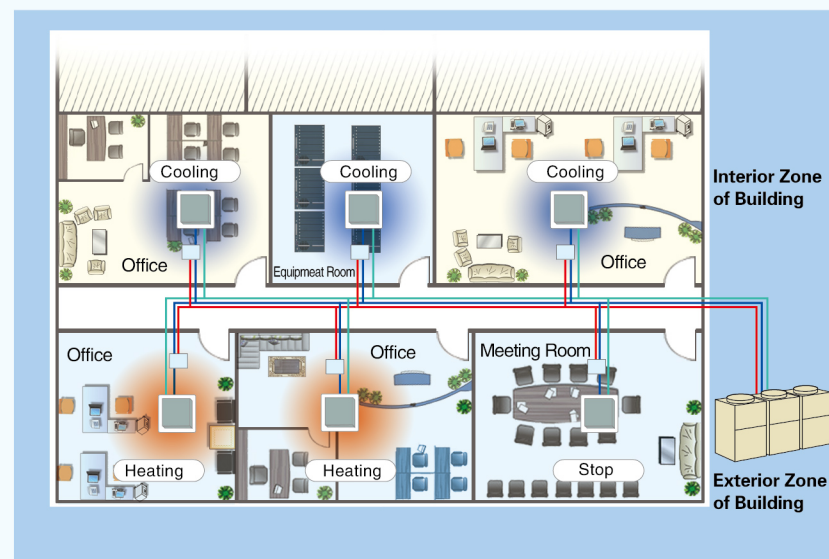 Cooling
Cooling
Cooling
Interior Zone
of Building
Office
Equipmeat Room
Office
Office
Office
Meeting Room
Heating
Heating
Stop
Exterior Zone
of Building